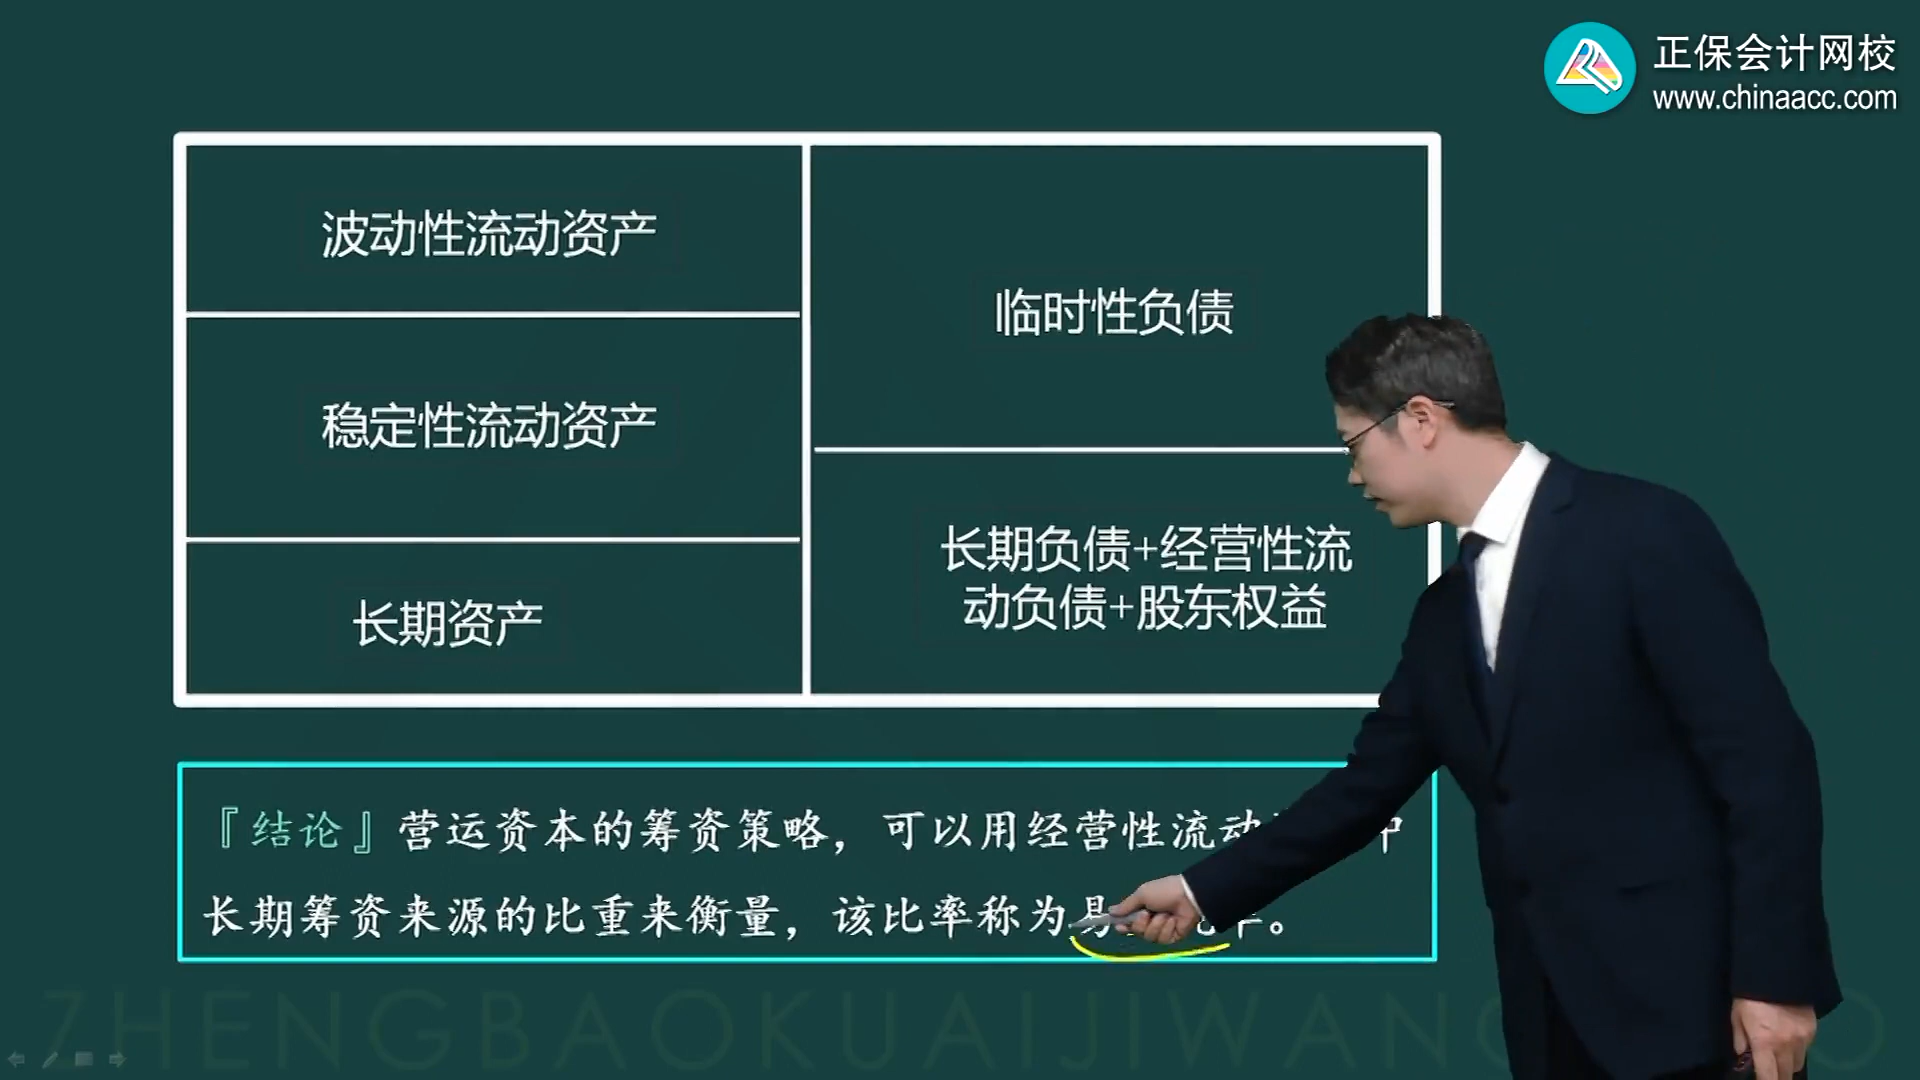 正保会计网校
www.chinaacc.com
波动性流动资产
临时性负债
稳定性流动资产
长期负债+经营性流
动负债+股东权益
长期资产
『结论』营运资本的筹资策略，可以用经营性流动 中
长期筹资来源的比重来衡量，该比率称为易 率。
ZHENGBAOKUAIJIWANG O